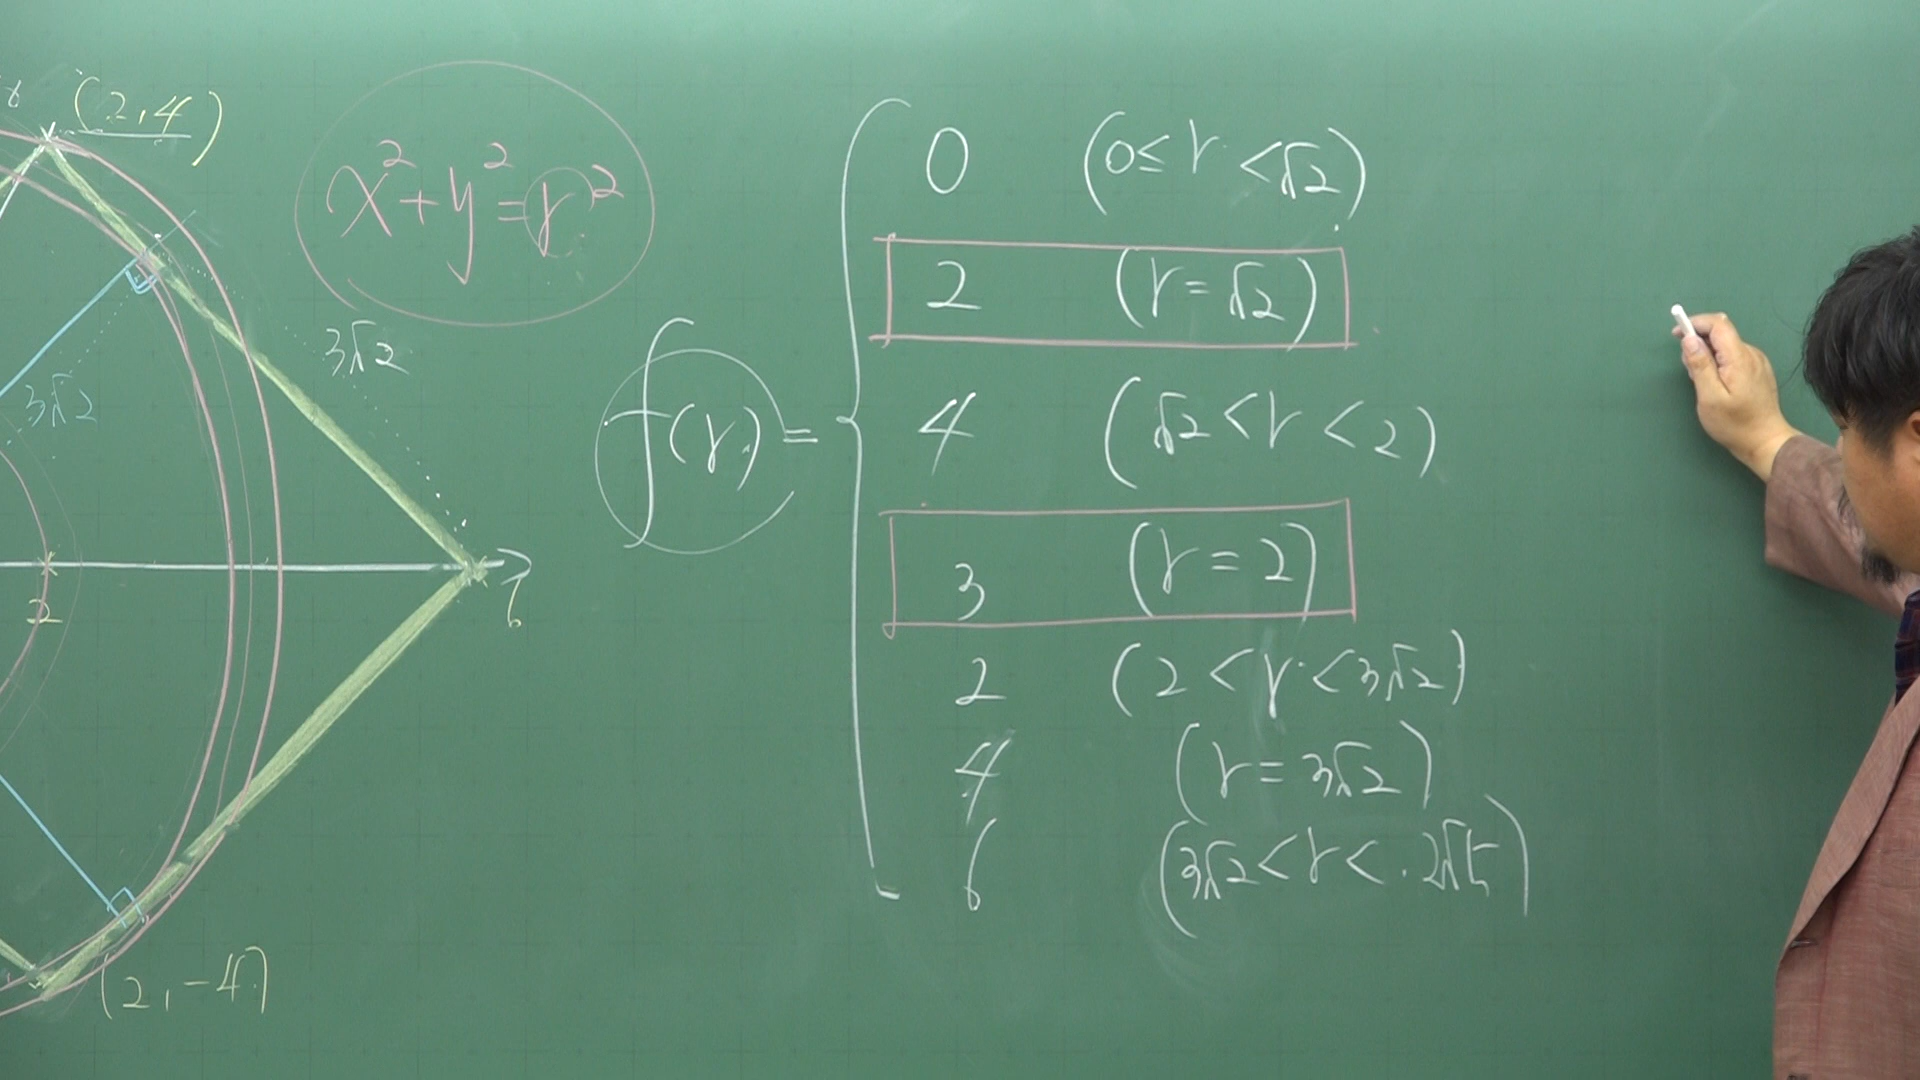 (2,4)
x²+y²=r²
3√2
3√2
2
6
(2,-4)
f(r)=
0 (0≤r<√2)
2 (r=√2)
4 (√2<r<2)
3 (r=2)
2 (2<r<3√2)
4 (r=3√2)
6 (3√2<r<2√5)